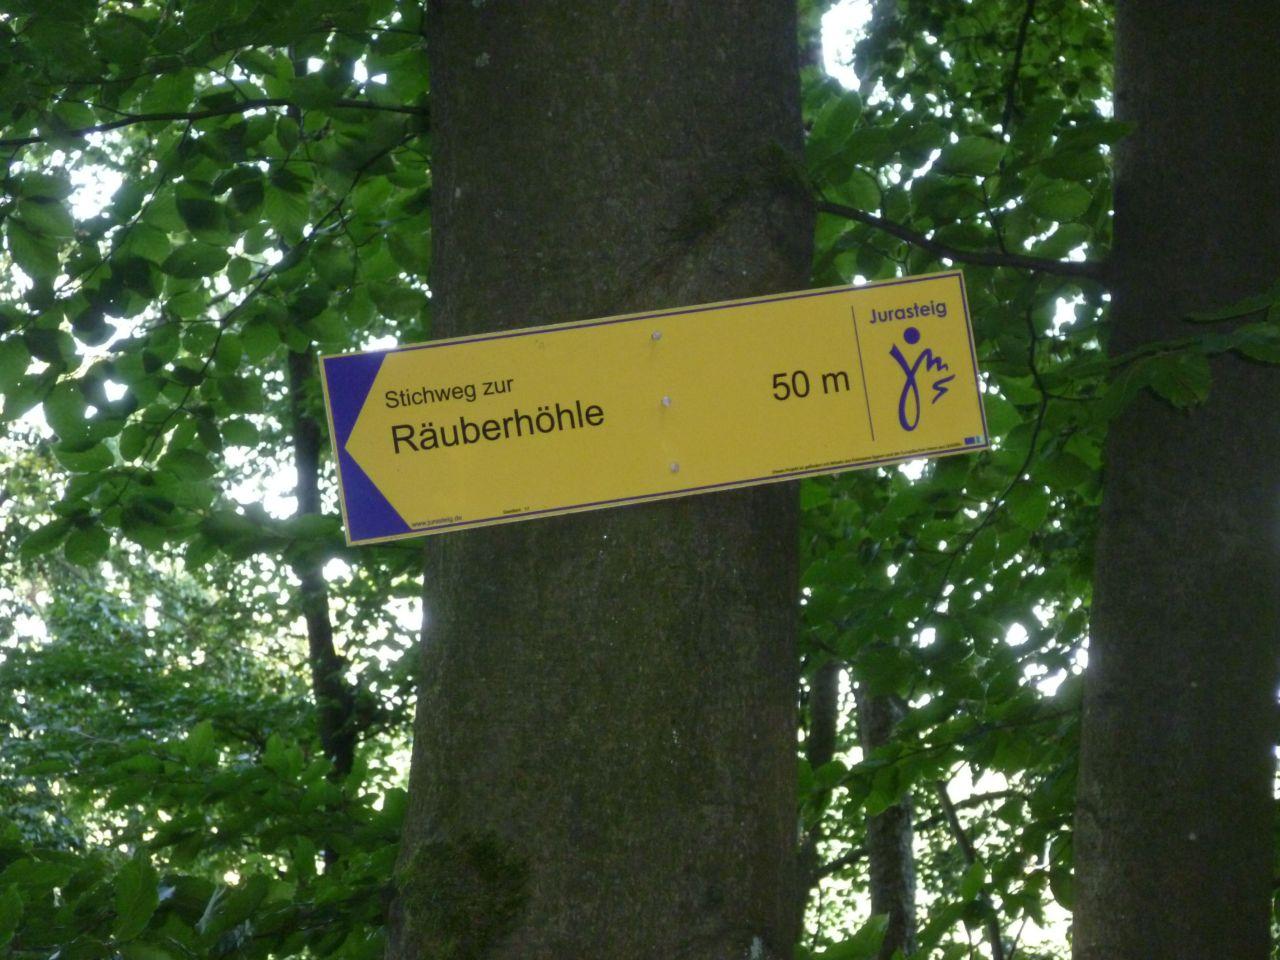 Stichweg zur
Räuberhöhle
50 m
Jurasteig
www.jurasteig.de